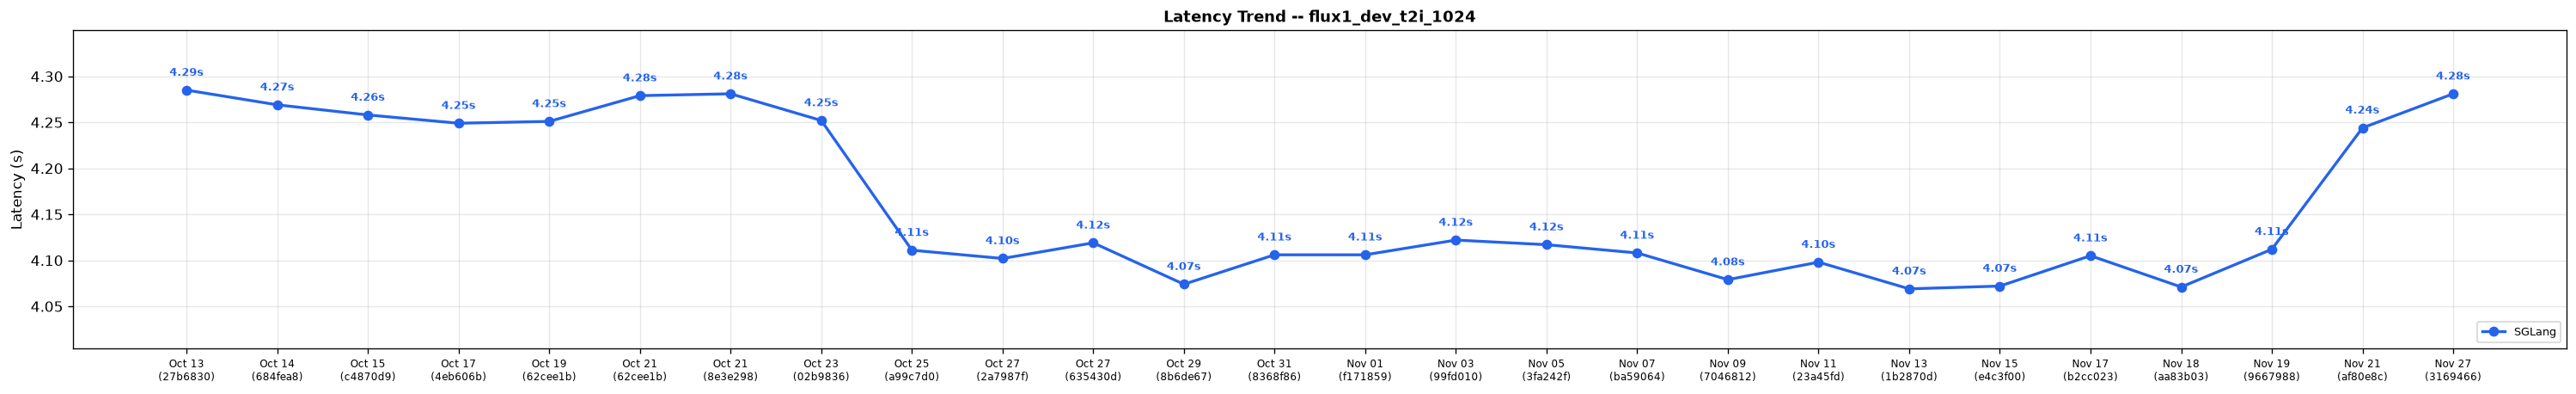 Latency Trend -- flux1_dev_t2i_1024
Latency (s)
4.30
4.25
4.20
4.15
4.10
4.05
4.29s
4.27s
4.26s
4.25s
4.25s
4.28s
4.28s
4.25s
4.11s
4.10s
4.12s
4.07s
4.11s
4.11s
4.12s
4.12s
4.11s
4.08s
4.10s
4.07s
4.07s
4.11s
4.07s
4.11s
4.24s
4.28s
SGLang
Oct 13
(27b6830)
Oct 14
(684fea8)
Oct 15
(c4870d9)
Oct 17
(4eb606b)
Oct 19
(62cee1b)
Oct 21
(62cee1b)
Oct 21
(8e3e298)
Oct 23
(02b9836)
Oct 25
(a99c7d0)
Oct 27
(2a7987f)
Oct 27
(635430d)
Oct 29
(8b6de67)
Oct 31
(8368f86)
Nov 01
(f171859)
Nov 03
(99fd010)
Nov 05
(3fa242f)
Nov 07
(ba59064)
Nov 09
(7046812)
Nov 11
(23a45fd)
Nov 13
(1b2870d)
Nov 15
(e4c3f00)
Nov 17
(b2cc023)
Nov 18
(aa83b03)
Nov 19
(9667988)
Nov 21
(af80e8c)
Nov 27
(3169466)